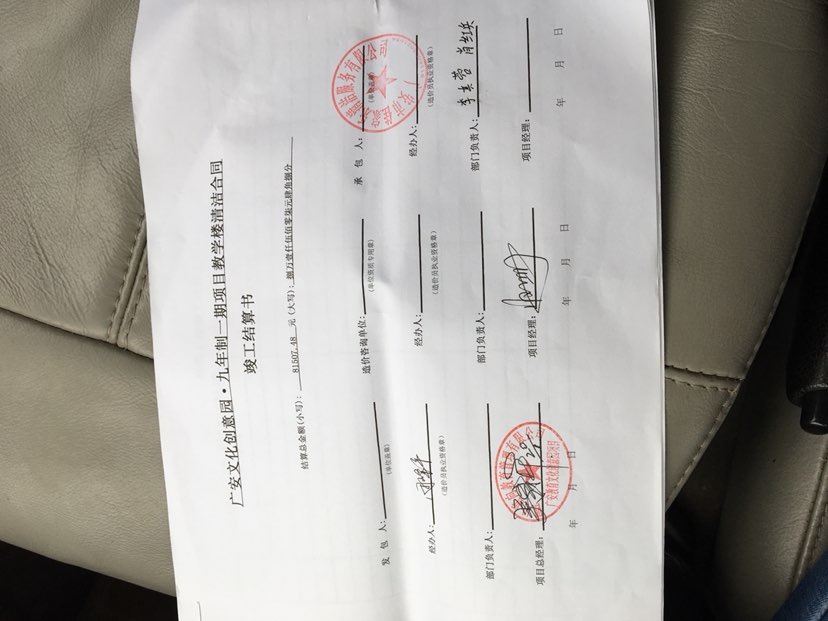 广安文化创意园·九年制一期项目教学楼清洁合同
竣工结算书
结算总金额(小写): 81507.48 元 (大写): 捌万壹仟伍佰零柒元肆角捌分
发 包 人: 造价咨询单位: 承 包 人:
(单位盖章) (单位资质专用章) (单位盖章)
经办人: 经办人: 经办人:
(造价员执业资格章) (造价员执业资格章) (造价员执业资格章)
部门负责人: 部门负责人: 部门负责人:
项目总经理: 项目经理: 项目经理:
年 月 日 年 月 日 年 月 日